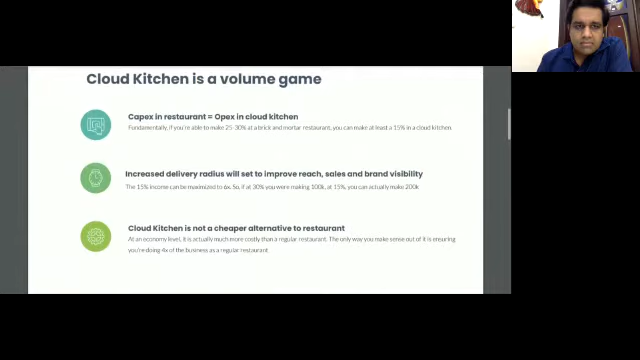 Cloud Kitchen is a volume game
Capex in restaurant = Opex in cloud kitchen
Fundamentally, if you're able to make 25-30% at a brick and mortar restaurant, you can make at least a 15% in a cloud kitchen.
Increased delivery radius will set to improve reach, sales and brand visibility
The 15% income can be maximized to 6x. So, if at 30% you were making 100k, at 15%, you can actually make 200k
Cloud Kitchen is not a cheaper alternative to restaurant
At an economy level, it is actually much more costly than a regular restaurant. The only way you make sense out of it is ensuring
you're doing 4x of the business as a regular restaurant